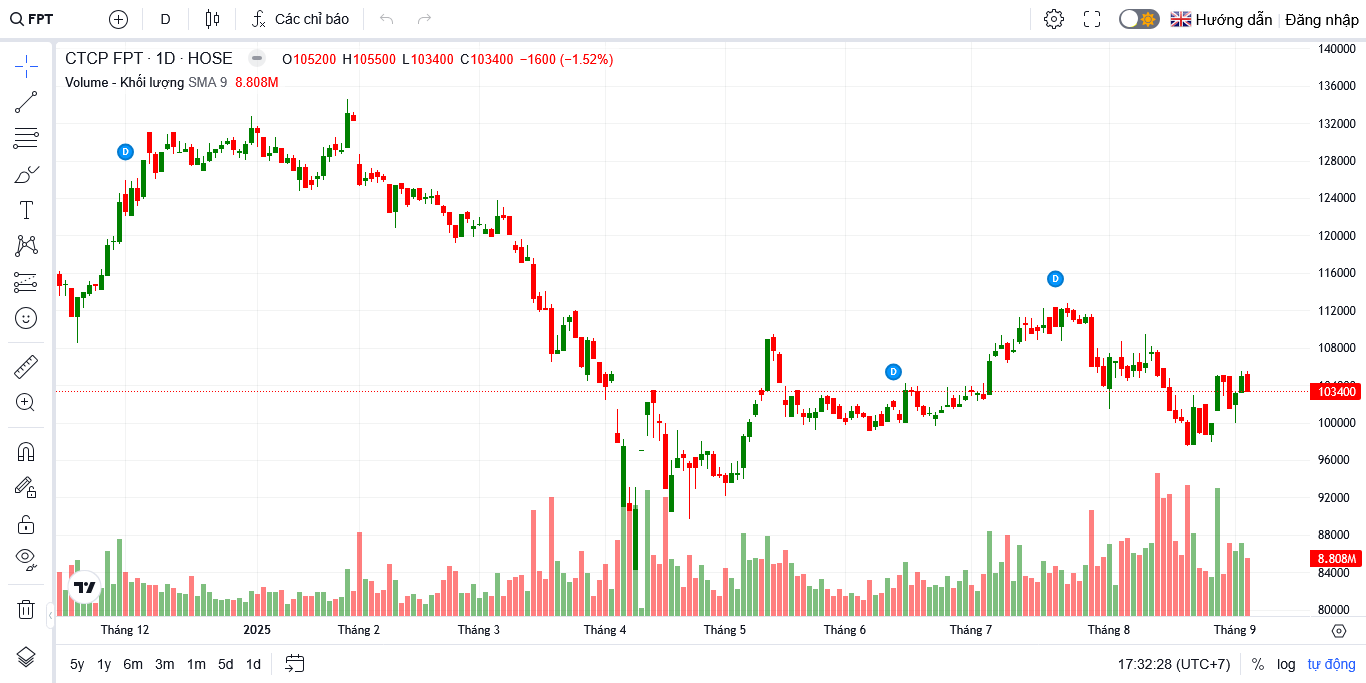 FPT D Các chỉ báo Hướng dẫn Đăng nhập
CTCP FPT · 1D · HOSE O105200 H105500 L103400 C103400 −1600 (−1.52%)
Volume - Khối lượng SMA 9 8.808M
D
D
D
140000
136000
132000
128000
124000
120000
116000
112000
108000
104000
103400
100000
96000
92000
88000
8.808M
84000
80000
Tháng 12 2025 Tháng 2 Tháng 3 Tháng 4 Tháng 5 Tháng 6 Tháng 7 Tháng 8 Tháng 9
5y 1y 6m 3m 1m 5d 1d 17:32:28 (UTC+7) % log tự động